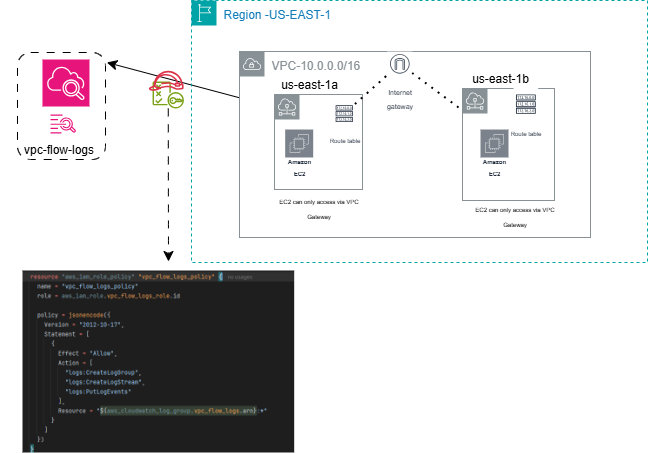 Region -US-EAST-1
VPC-10.0.0.0/16
us-east-1a
us-east-1b
Internet
gateway
Route table
Route table
Amazon
EC2
Amazon
EC2
EC2 can only access via VPC
Gateway
EC2 can only access via VPC
Gateway
vpc-flow-logs
resource "aws_iam_role_policy" "vpc_flow_logs_policy" {
name = "vpc_flow_logs_policy"
role = aws_iam_role.vpc_flow_logs_role.id
policy = jsonencode({
Version = "2012-10-17",
Statement = [
{
Effect = "Allow",
Action = [
"logs:CreateLogGroup",
"logs:CreateLogStream",
"logs:PutLogEvents"
],
Resource = "${aws_cloudwatch_log_group.vpc_flow_logs.arn}:*"
}
]
})
}